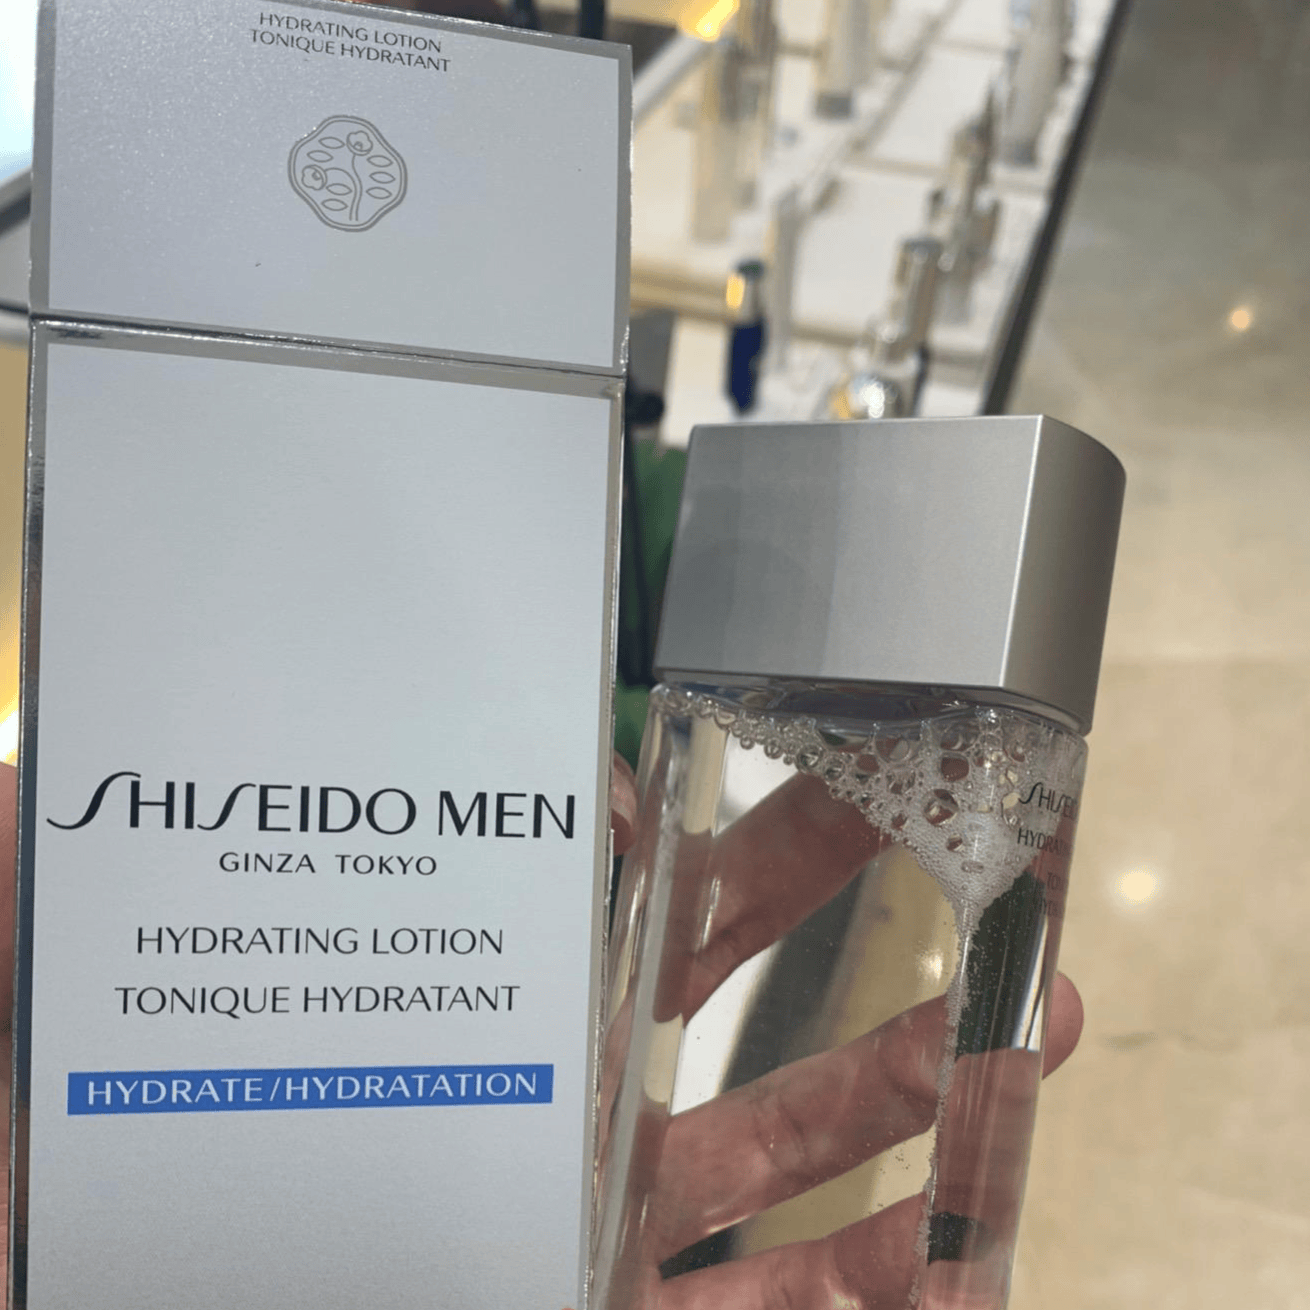 HYDRATING LOTION
TONIQUE HYDRATANT
SHISEIDO MEN
GINZA TOKYO
HYDRATING LOTION
TONIQUE HYDRATANT
HYDRATE/HYDRATATION